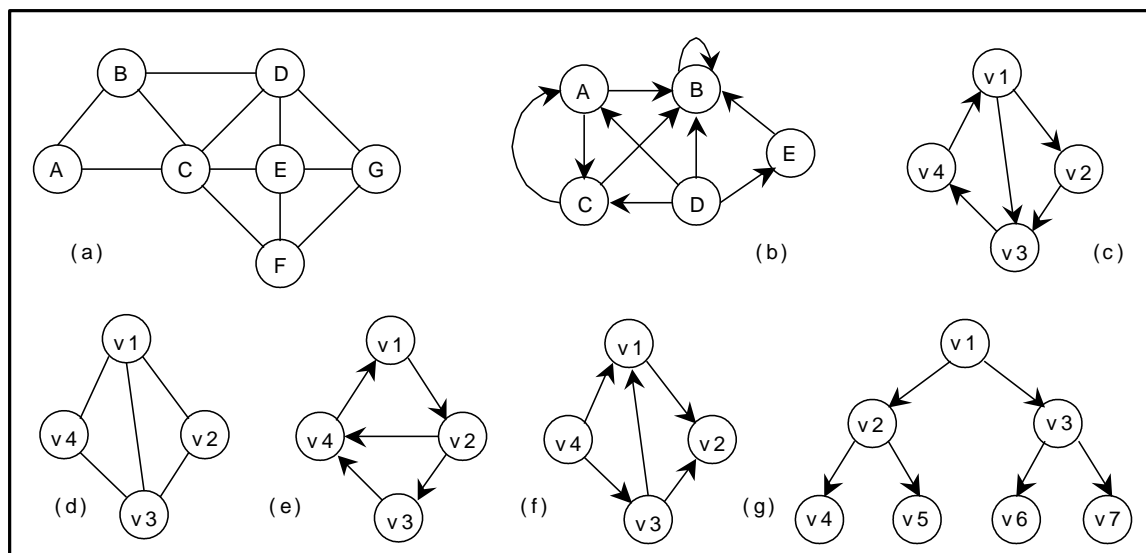 B D
A C E G
F
(a)
A B
E
C D
(b)
v1
v4 v2
v3
(c)
v1
v4 v2
v3
(d)
v1
v4 v2
v3
(e)
v1
v4 v2
v3
(f)
v1
v2 v3
v4 v5 v6 v7
(g)